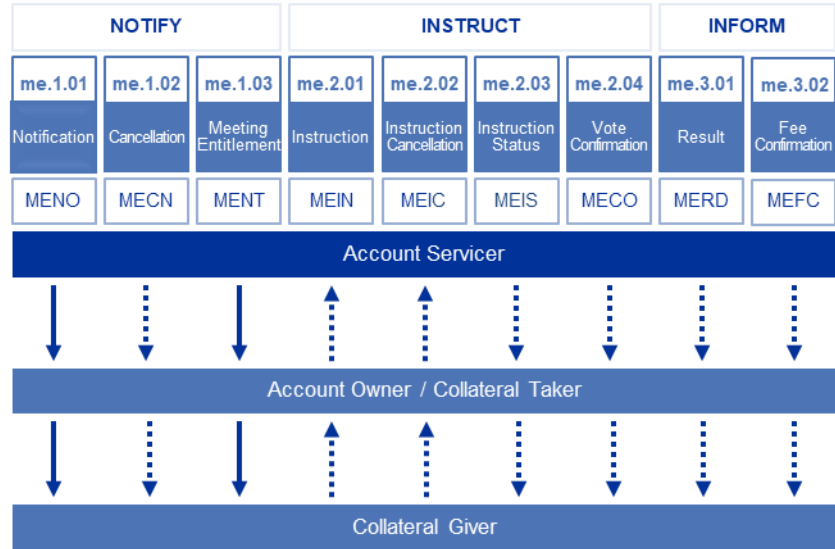 NOTIFY INSTRUCT INFORM
me.1.01 me.1.02 me.1.03 me.2.01 me.2.02 me.2.03 me.2.04 me.3.01 me.3.02
Notification
Cancellation
Meeting
Entitlement
Instruction
Instruction
Cancellation
Instruction
Status
Vote
Confirmation
Result
Fee
Confirmation
MENO MECN MENT MEIN MEIC MEIS MECO MERD MEFC
Account Servicer
Account Owner / Collateral Taker
Collateral Giver